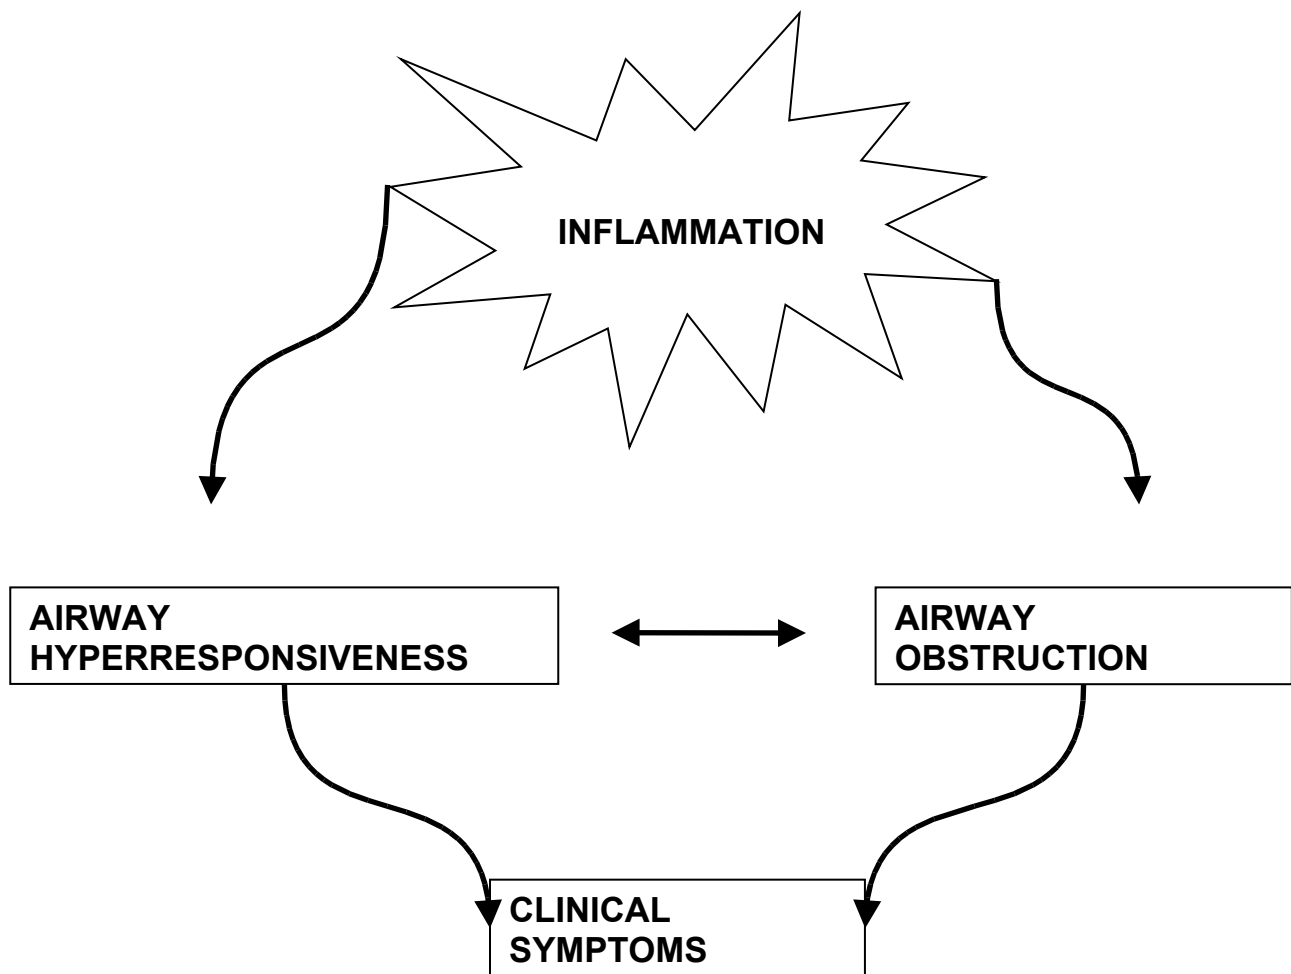 INFLAMMATION
AIRWAY
HYPERRESPONSIVENESS
AIRWAY
OBSTRUCTION
CLINICAL
SYMPTOMS